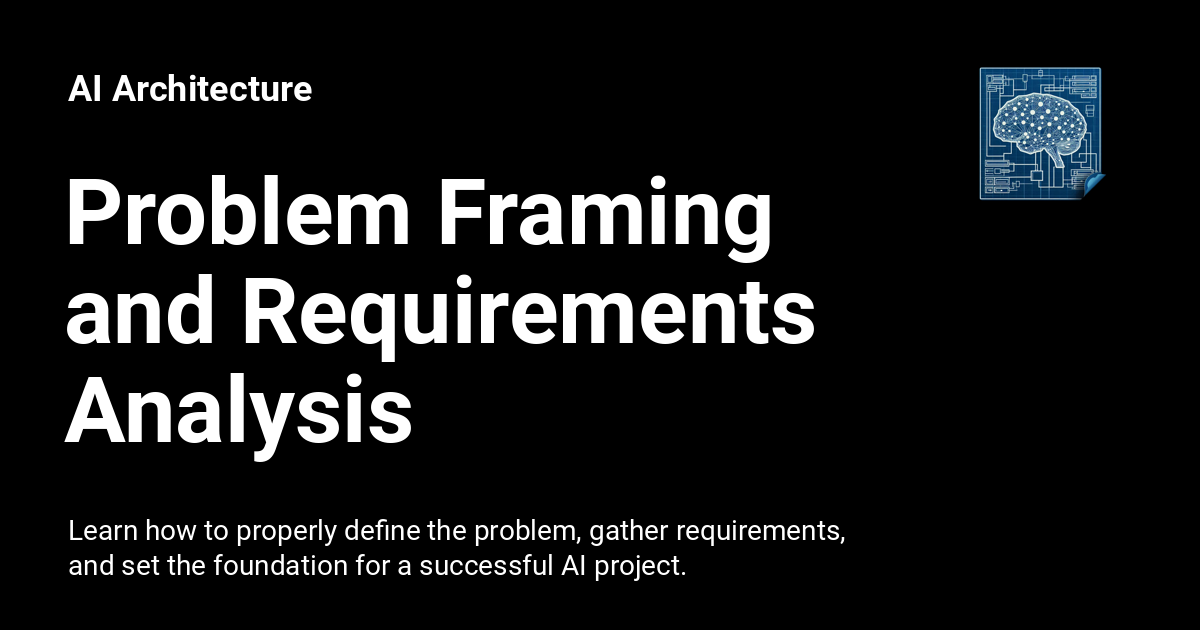 AI Architecture
Problem Framing
and Requirements
Analysis
Learn how to properly define the problem, gather requirements,
and set the foundation for a successful AI project.